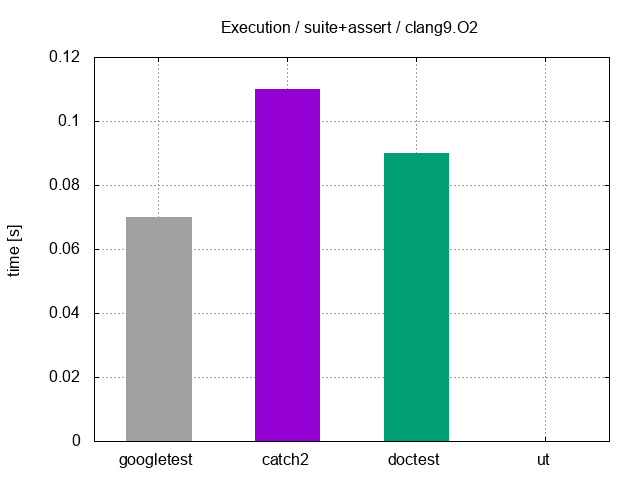 Execution / suite+assert / clang9.O2
0.12
0.1
0.08
0.06
0.04
0.02
0
time [s]
googletest
catch2
doctest
ut